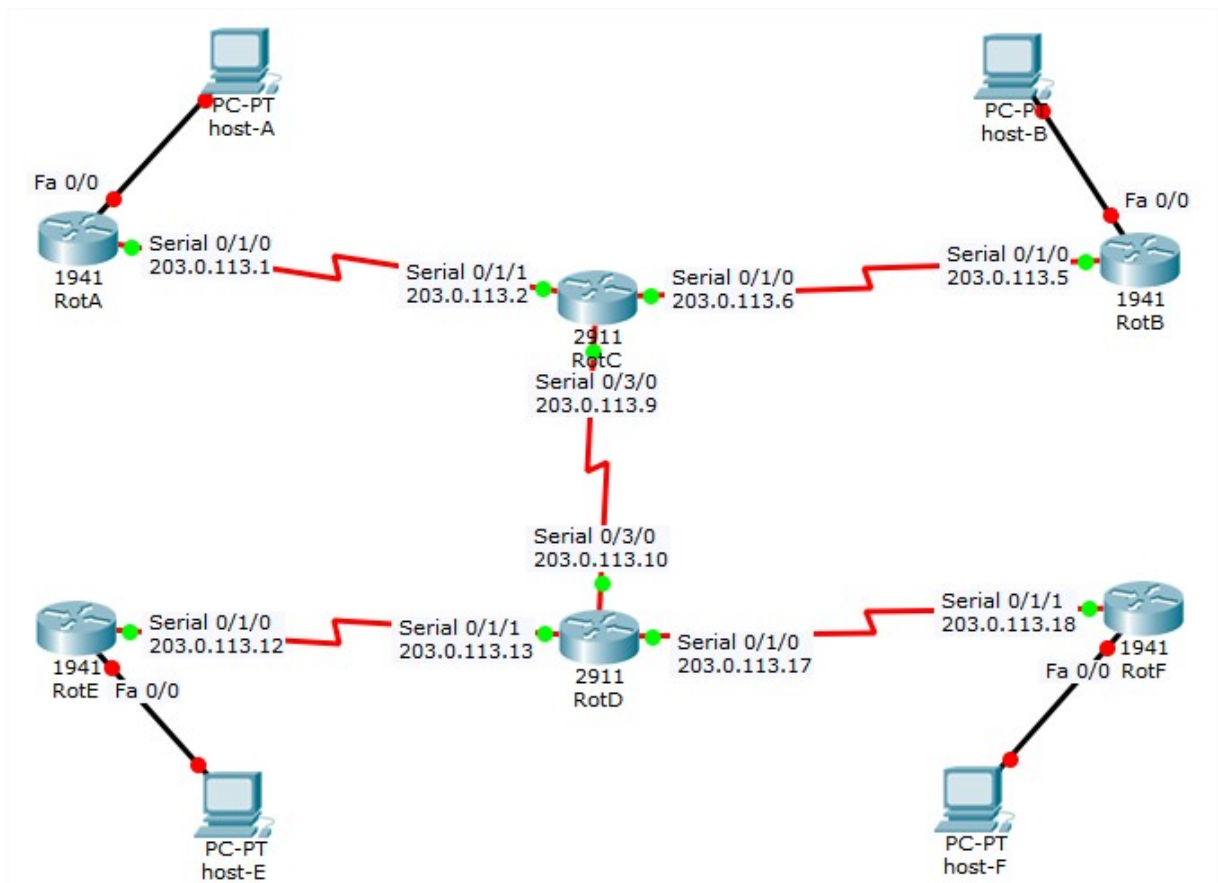 PC-PT
host-A
PC-PT
host-B
Fa 0/0
Fa 0/0
1941
RotA
Serial 0/1/0
203.0.113.1
Serial 0/1/1
203.0.113.2
Serial 0/1/0
203.0.113.6
Serial 0/1/0
203.0.113.5
1941
RotB
2911
RotC
Serial 0/3/0
203.0.113.9
Serial 0/3/0
203.0.113.10
1941
RotE
Serial 0/1/0
203.0.113.12
Serial 0/1/1
203.0.113.13
Serial 0/1/0
203.0.113.17
Serial 0/1/1
203.0.113.18
1941
RotF
2911
RotD
Fa 0/0
Fa 0/0
PC-PT
host-E
PC-PT
host-F